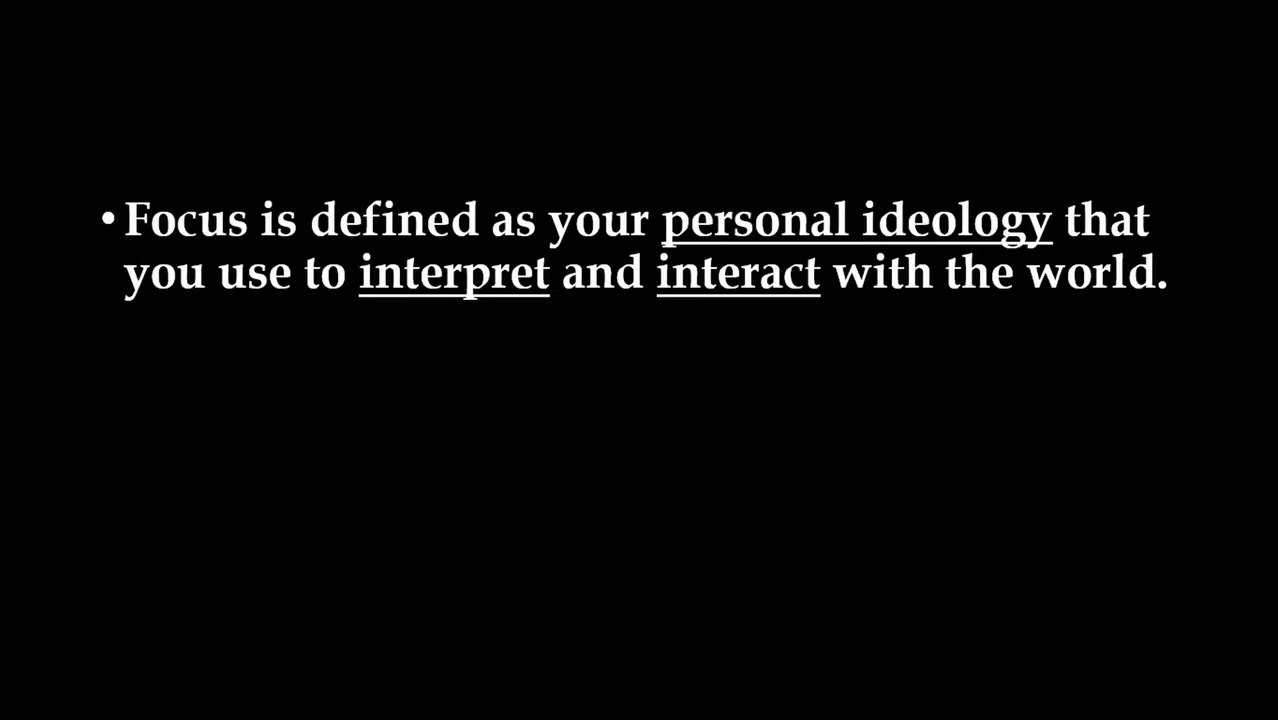 • Focus is defined as your personal ideology that
you use to interpret and interact with the world.